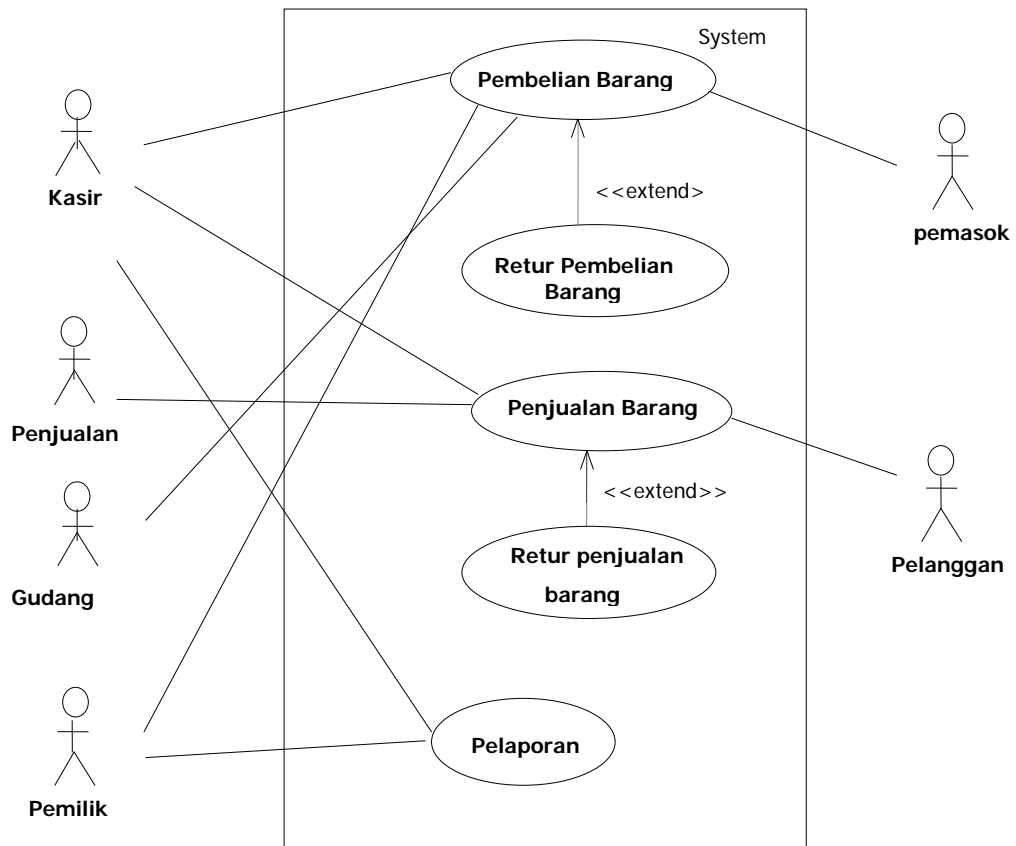 System
Pembelian Barang
Kasir
<<extend>
pemasok
Retur Pembelian
Barang
Penjualan
Penjualan Barang
<<extend>>
Retur penjualan
barang
Pelanggan
Gudang
Pelaporan
Pemilik